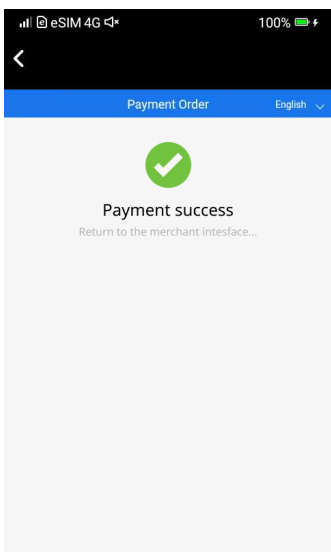 eSIM 4G 100%
Payment Order English
Payment success
Return to the merchant intesface...